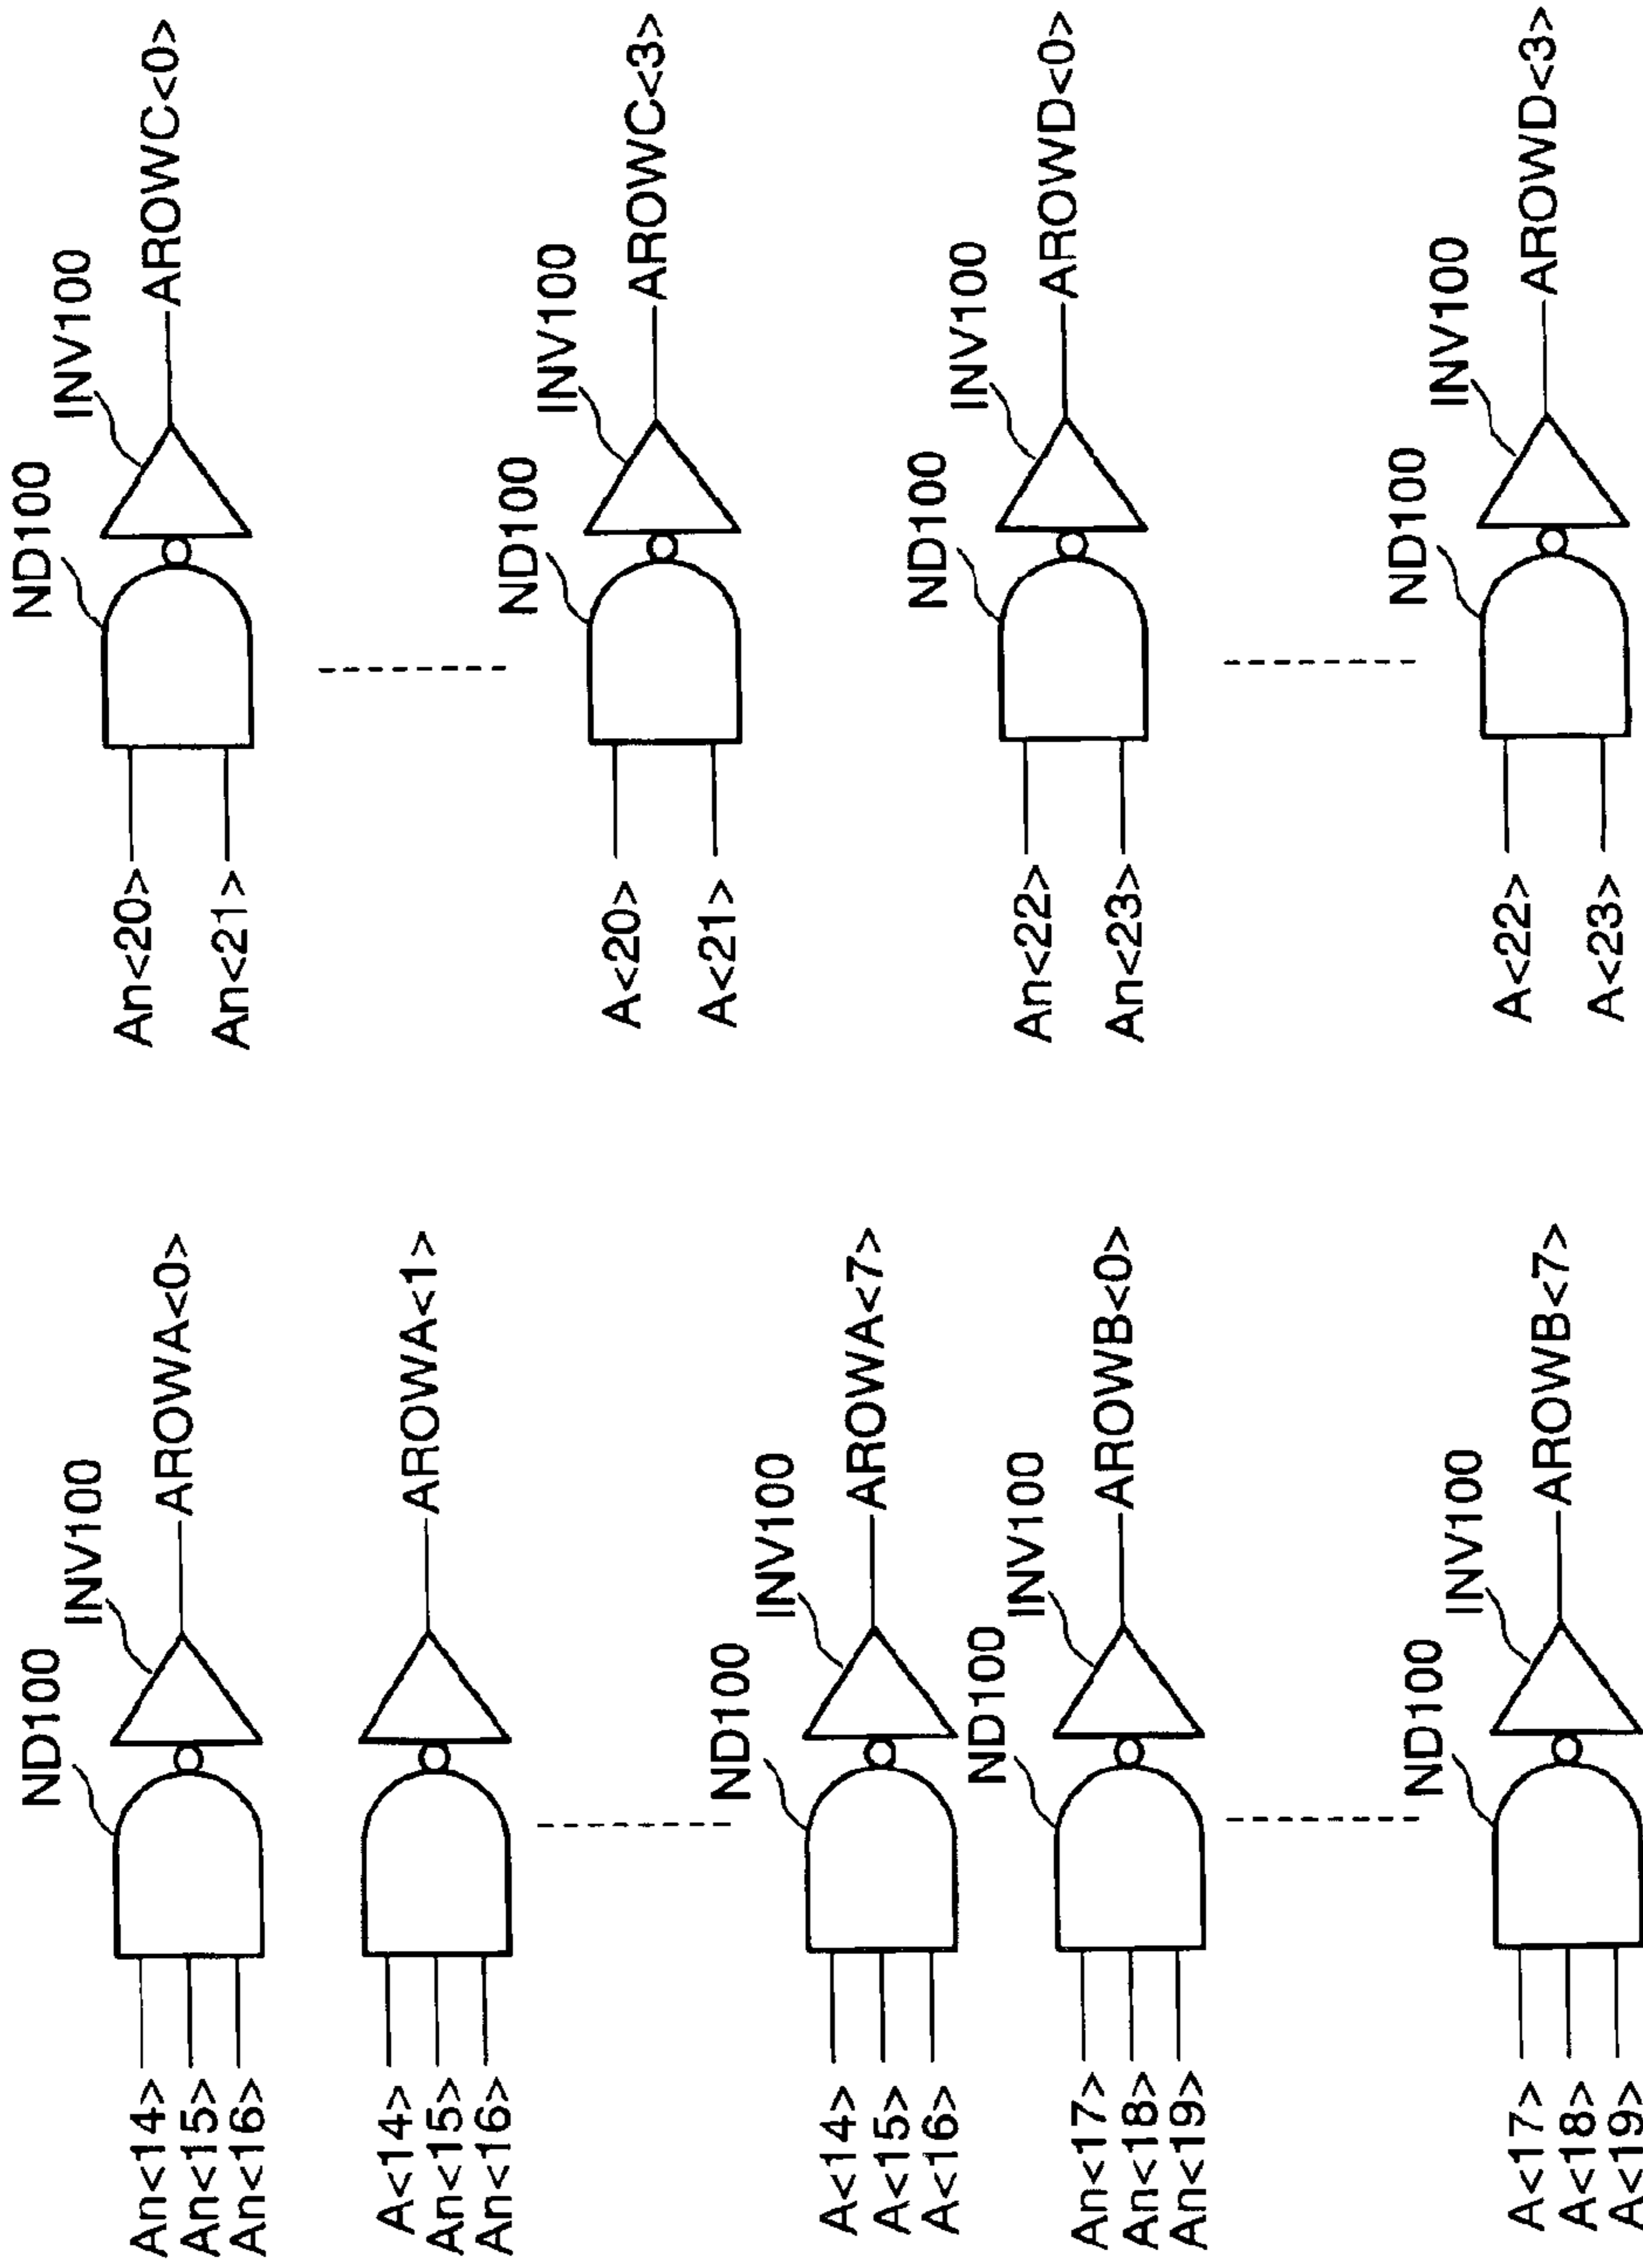 ND100
INV100
An<14>
An<15>
An<16>
AROWA<0>
A<14>
An<15>
An<16>
AROWA<1>
ND100
INV100
A<14>
A<15>
A<16>
AROWA<7>
ND100
INV100
An<17>
An<18>
An<19>
AROWB<0>
ND100
INV100
A<17>
A<18>
A<19>
AROWB<7>
ND100
INV100
An<20>
An<21>
AROWC<0>
ND100
INV100
A<20>
A<21>
AROWC<3>
ND100
INV100
An<22>
An<23>
AROWD<0>
ND100
INV100
A<22>
A<23>
AROWD<3>